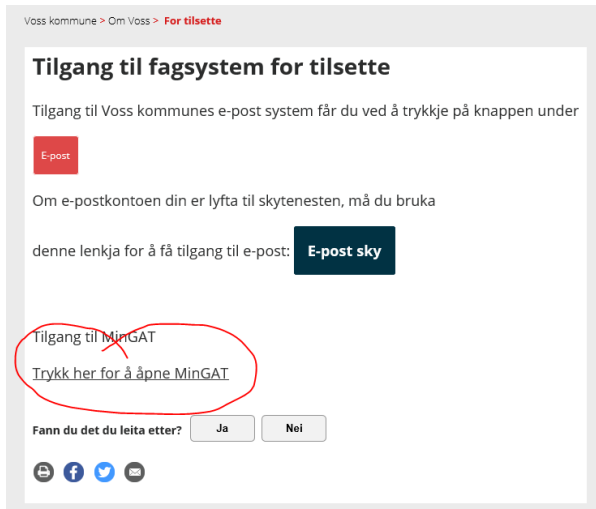 Voss kommune > Om Voss > For tilsette
Tilgang til fagsystem for tilsette
Tilgang til Voss kommunes e-post system får du ved å trykkje på knappen under
E-post
Om e-postkontoen din er lyfta til skytenesten, må du bruka
denne lenkja for å få tilgang til e-post: E-post sky
Tilgang til MinGAT
Trykk her for å åpne MinGAT
Fann du det du leita etter? Ja Nei